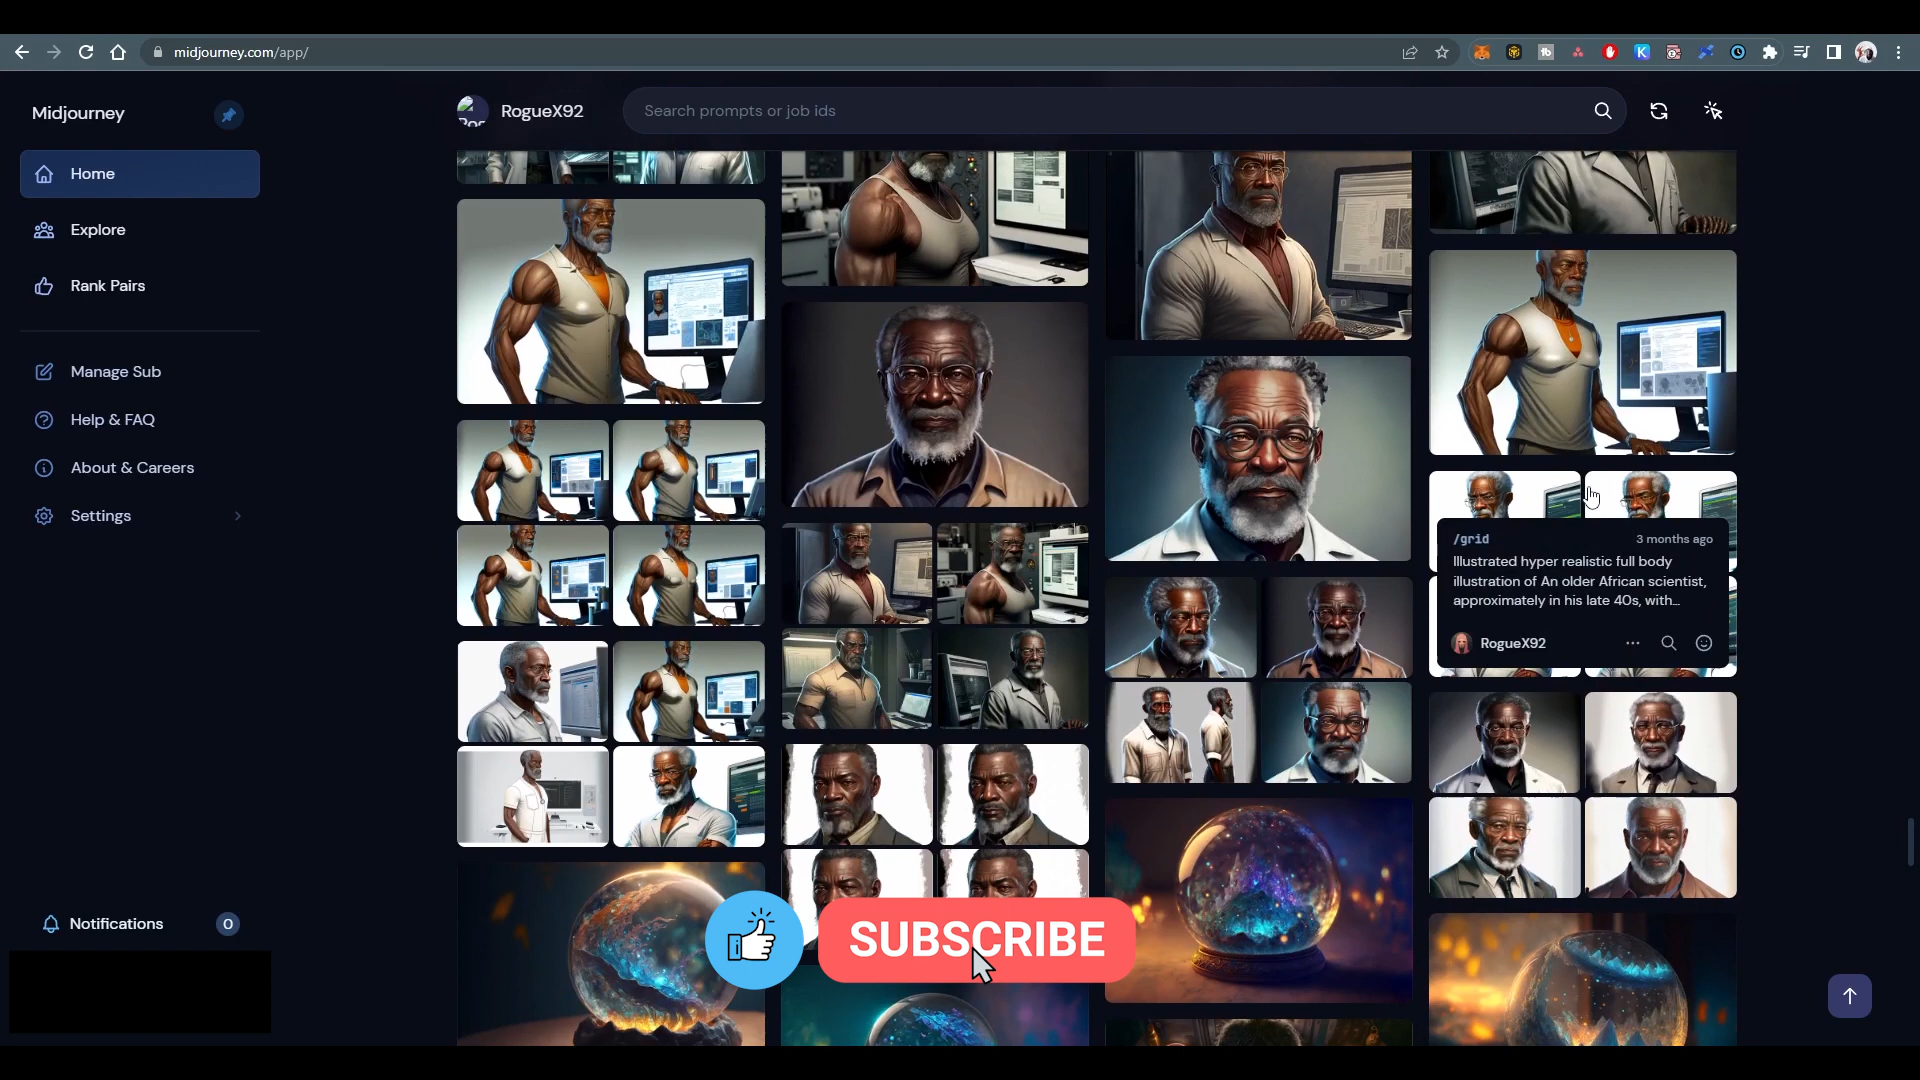 midjourney.com/app/
Midjourney
RogueX92
Search prompts or job ids
Home
Explore
Rank Pairs
Manage Sub
Help & FAQ
About & Careers
Settings
/grid
3 months ago
Illustrated hyper realistic full body
illustration of An older African scientist,
approximately in his late 40s, with...
RogueX92
Notifications
0
SUBSCRIBE